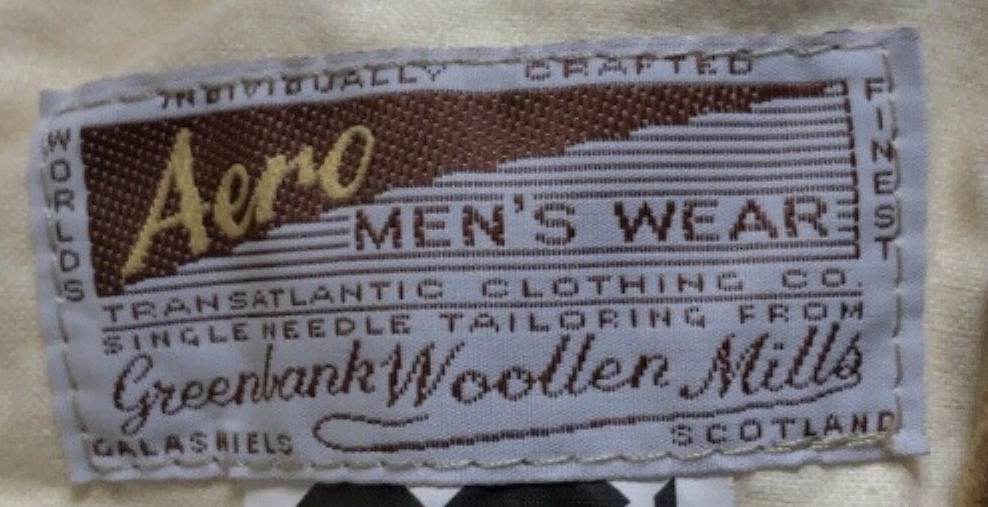 INDIVIDUALLY CRAFTED
WORLDS
FINEST
Aero
MEN'S WEAR
TRANSATLANTIC CLOTHING CO.
SINGLE NEEDLE TAILORING FROM
Greenbank Woollen Mills
GALASHIELS SCOTLAND